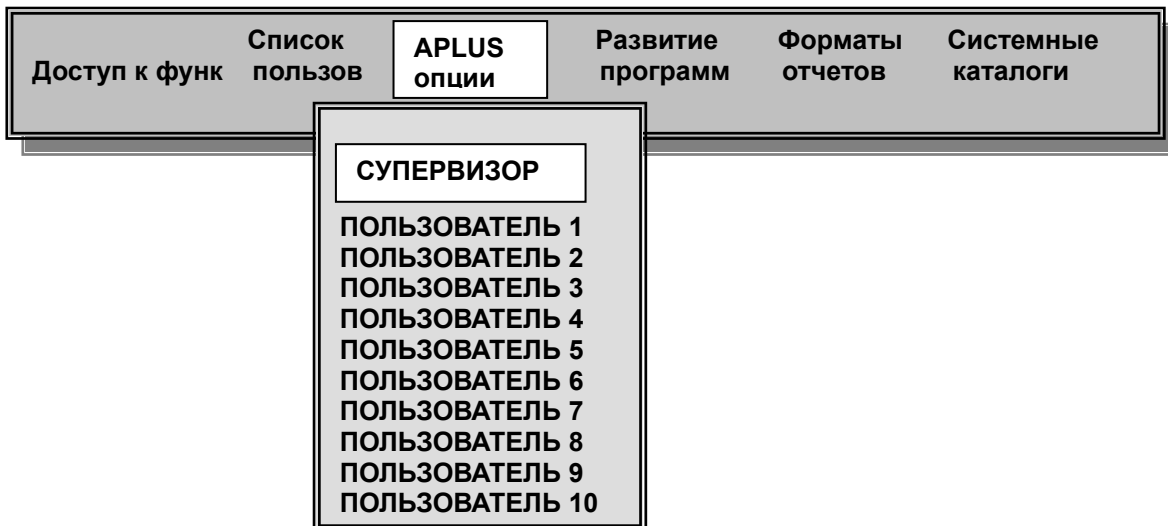 Доступ к функ
Список
пользов
APLUS
опции
Развитие
программ
Форматы
отчетов
Системные
каталоги
СУПЕРВИЗОР
ПОЛЬЗОВАТЕЛЬ 1
ПОЛЬЗОВАТЕЛЬ 2
ПОЛЬЗОВАТЕЛЬ 3
ПОЛЬЗОВАТЕЛЬ 4
ПОЛЬЗОВАТЕЛЬ 5
ПОЛЬЗОВАТЕЛЬ 6
ПОЛЬЗОВАТЕЛЬ 7
ПОЛЬЗОВАТЕЛЬ 8
ПОЛЬЗОВАТЕЛЬ 9
ПОЛЬЗОВАТЕЛЬ 10